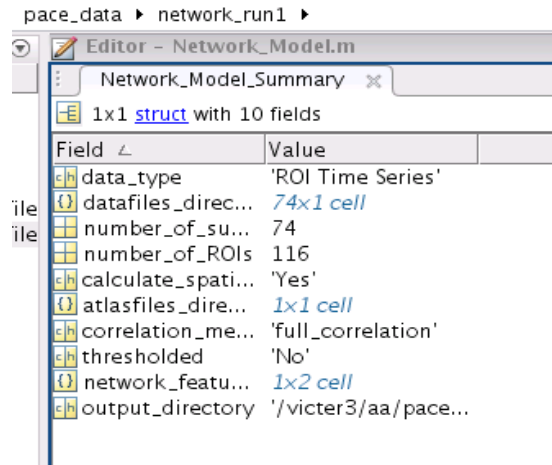 pace_data ▸ network_run1 ▸
Editor – Network_Model.m
Network_Model_Summary
1x1 struct with 10 fields
Field Value
data_type 'ROI Time Series'
datafiles_direc... 74x1 cell
number_of_su... 74
number_of_ROIs 116
calculate_spati... 'Yes'
atlasfiles_dire... 1x1 cell
correlation_me... 'full_correlation'
thresholded 'No'
network_featu... 1x2 cell
output_directory '/victer3/aa/pace...
ile
ile